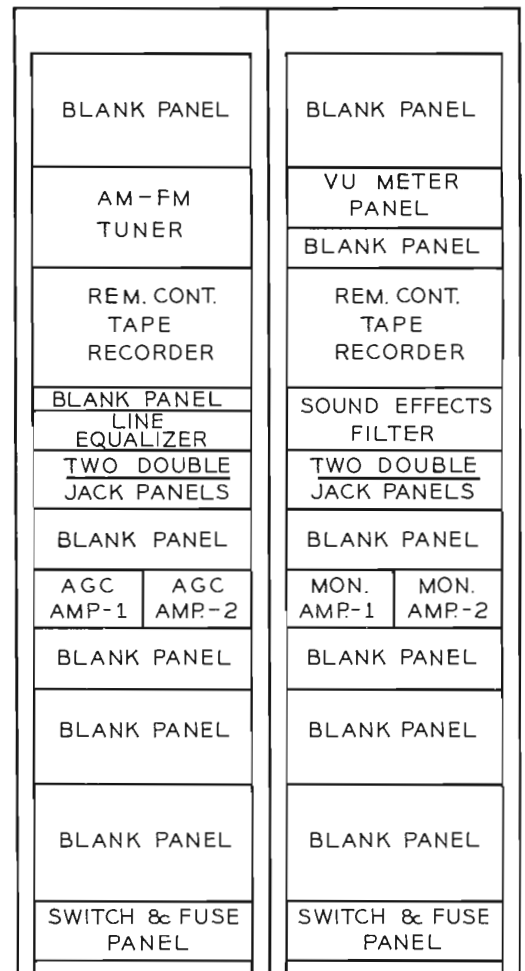 BLANK PANEL
AM-FM
TUNER
REM. CONT.
TAPE
RECORDER
BLANK PANEL
LINE
EQUALIZER
TWO DOUBLE
JACK PANELS
BLANK PANEL
AGC
AMP-1
AGC
AMP.-2
BLANK PANEL
BLANK PANEL
BLANK PANEL
SWITCH & FUSE
PANEL
BLANK PANEL
VU METER
PANEL
BLANK PANEL
REM. CONT.
TAPE
RECORDER
SOUND EFFECTS
FILTER
TWO DOUBLE
JACK PANELS
BLANK PANEL
MON.
AMP.-1
MON.
AMP.-2
BLANK PANEL
BLANK PANEL
BLANK PANEL
SWITCH & FUSE
PANEL